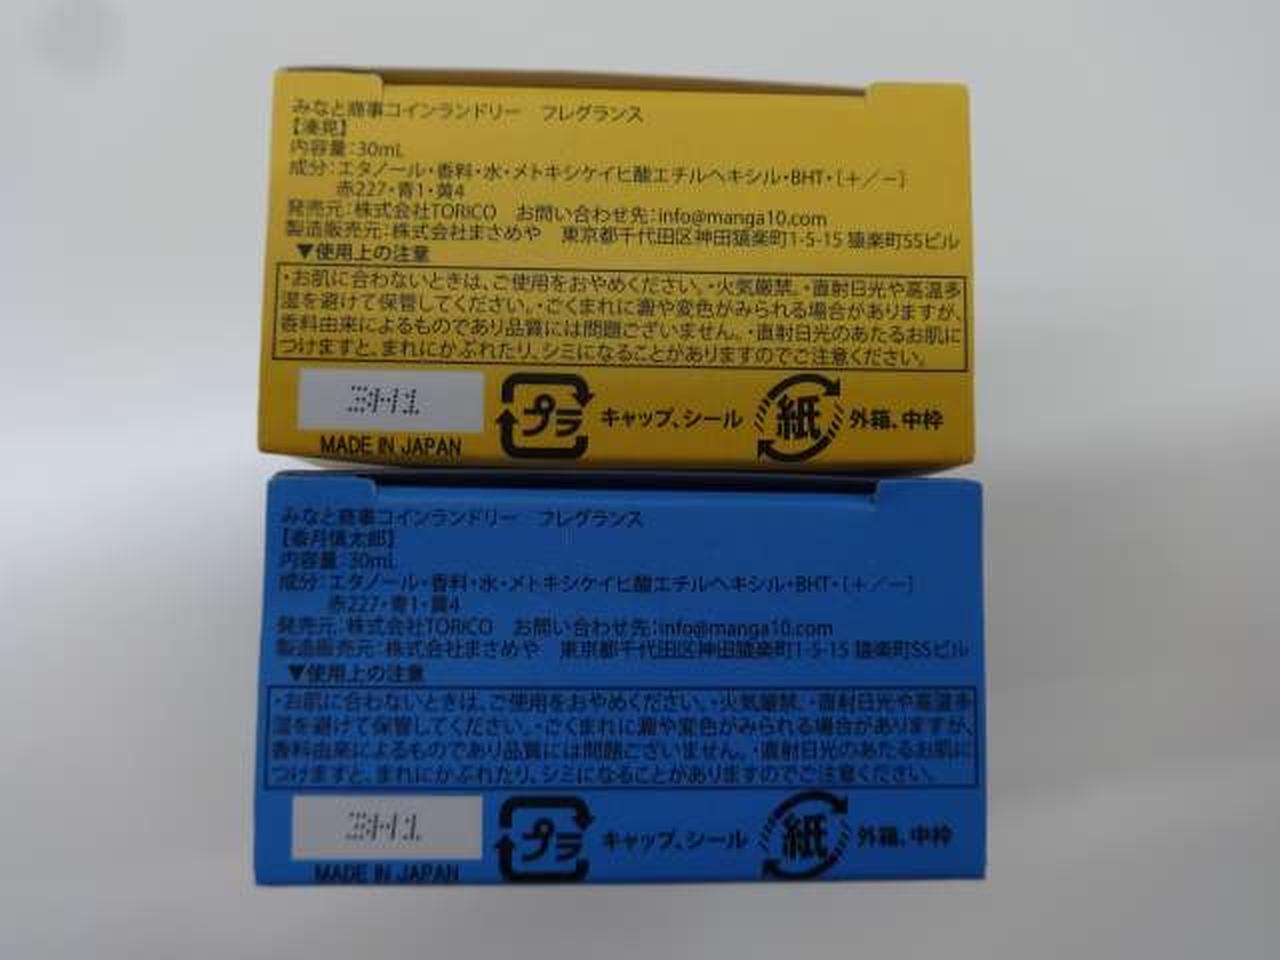 みなと商事コインランドリー　フレグランス
【湊晃】
内容量：30mL
成分：エタノール・香料・水・メトキシケイヒ酸エチルヘキシル・BHT・〔＋／－〕
赤227・青1・黄4
発売元：株式会社TORICO　お問い合わせ先：info@manga10.com
製造販売元：株式会社まさめや　東京都千代田区神田猿楽町1-5-15 猿楽町SSビル
▼使用上の注意
・お肌に合わないときは、ご使用をおやめください。・火気厳禁。・直射日光や高温多
湿を避けて保管してください。・ごくまれに澱や変色がみられる場合がありますが、
香料由来によるものであり品質には問題ございません。・直射日光のあたるお肌に
つけますと、まれにかぶれたり、シミになることがありますのでご注意ください。
3H1
プラ キャップ、シール 紙 外箱、中枠
MADE IN JAPAN
みなと商事コインランドリー　フレグランス
【香月慎太郎】
内容量：30mL
成分：エタノール・香料・水・メトキシケイヒ酸エチルヘキシル・BHT・〔＋／－〕
赤227・青1・黄4
発売元：株式会社TORICO　お問い合わせ先：info@manga10.com
製造販売元：株式会社まさめや　東京都千代田区神田猿楽町1-5-15 猿楽町SSビル
▼使用上の注意
・お肌に合わないときは、ご使用をおやめください。・火気厳禁。・直射日光や高温多
湿を避けて保管してください。・ごくまれに澱や変色がみられる場合がありますが、
香料由来によるものであり品質には問題ございません。・直射日光のあたるお肌に
つけますと、まれにかぶれたり、シミになることがありますのでご注意ください。
3H1
プラ キャップ、シール 紙 外箱、中枠
MADE IN JAPAN